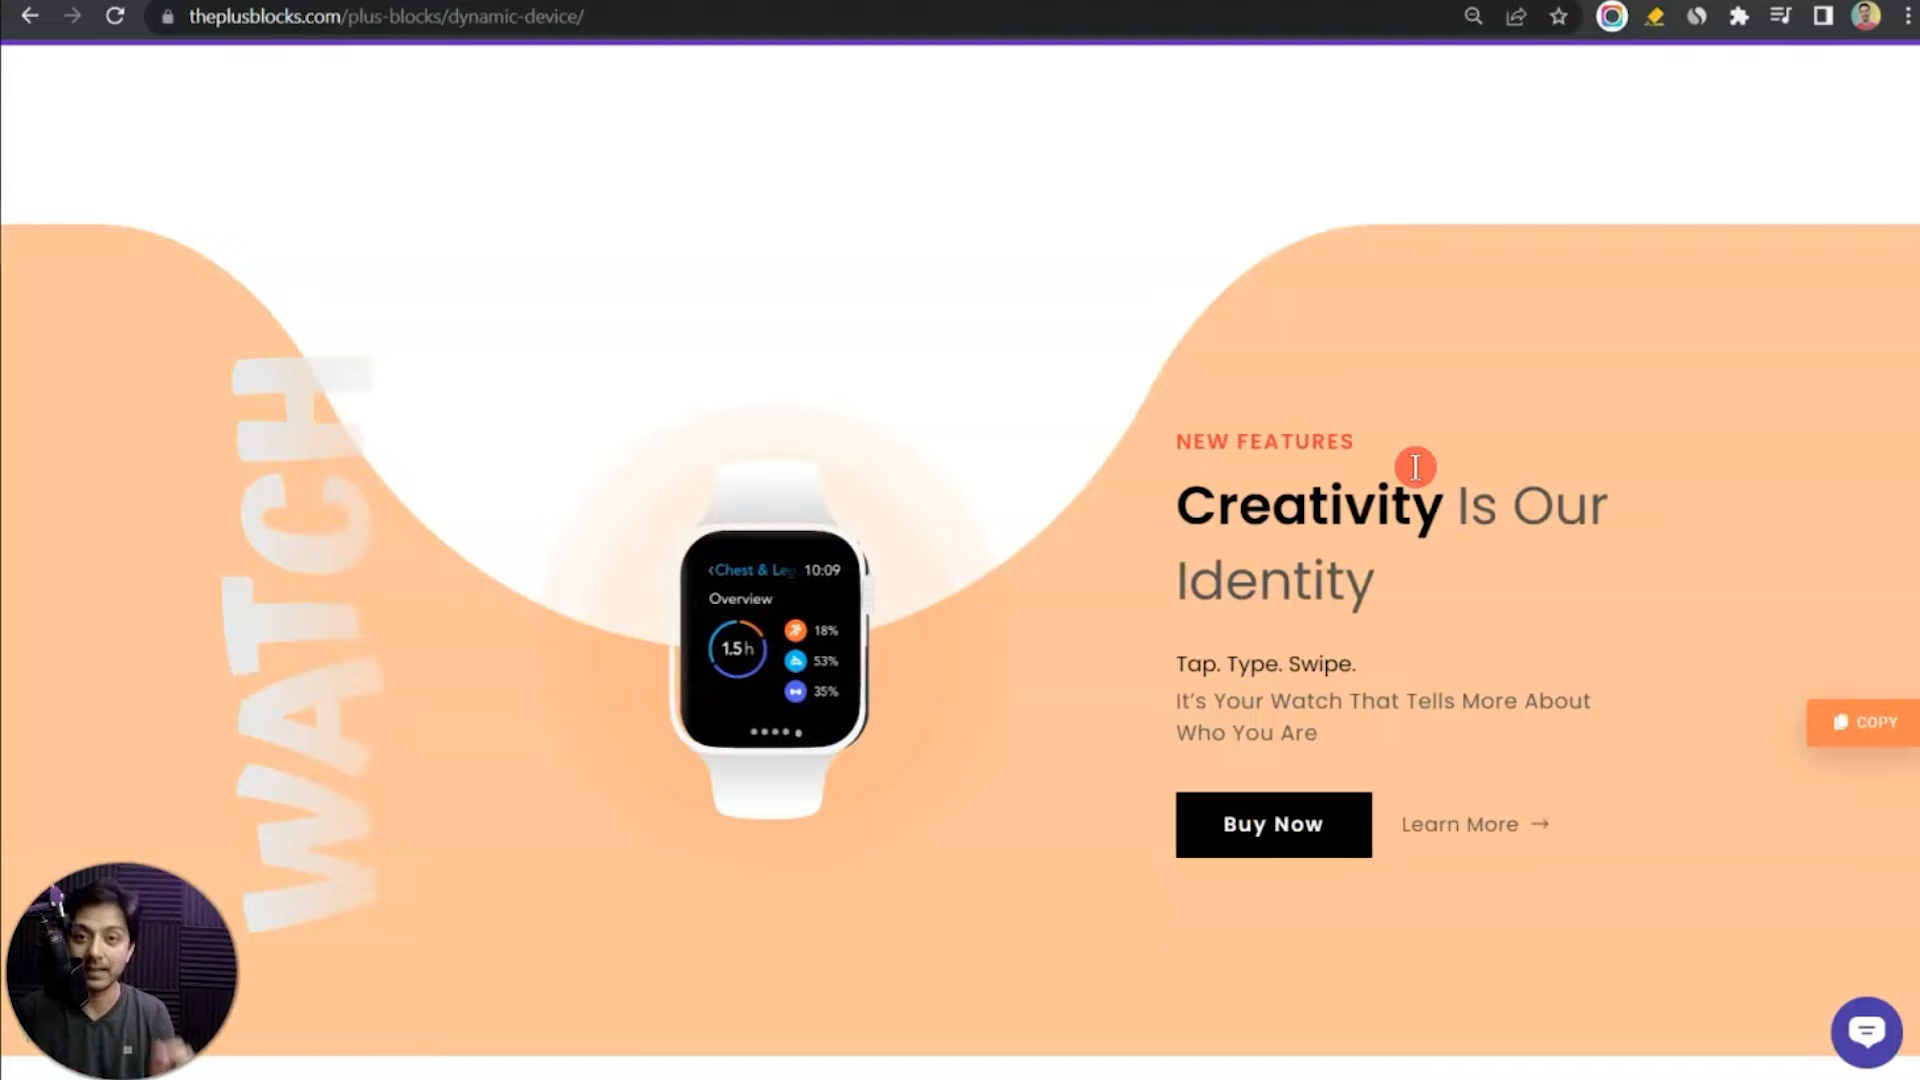 theplusblocks.com/plus-blocks/dynamic-device/
WATCH
‹Chest & Leg 10:09
Overview
1.5h
18%
53%
35%
NEW FEATURES
Creativity Is Our
Identity
Tap. Type. Swipe.
It's Your Watch That Tells More About
Who You Are
Buy Now
Learn More →
COPY